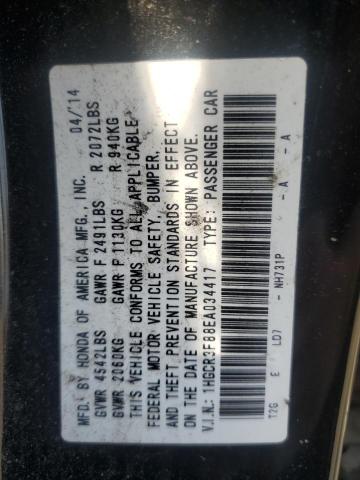 MFD. BY HONDA OF AMERICA MFG., INC. 04/14
GVWR 4542LBS GAWR F 2491LBS R 2072LBS
GVWR 2060KG GAWR F 1130KG R 940KG
THIS VEHICLE CONFORMS TO ALL APPLICABLE
FEDERAL MOTOR VEHICLE SAFETY, BUMPER,
AND THEFT PREVENTION STANDARDS IN EFFECT
ON THE DATE OF MANUFACTURE SHOWN ABOVE.
V.I.N.: 1HGCR3F88EA034417 TYPE: PASSENGER CAR
T2G E LD7 - NH731P - A - A